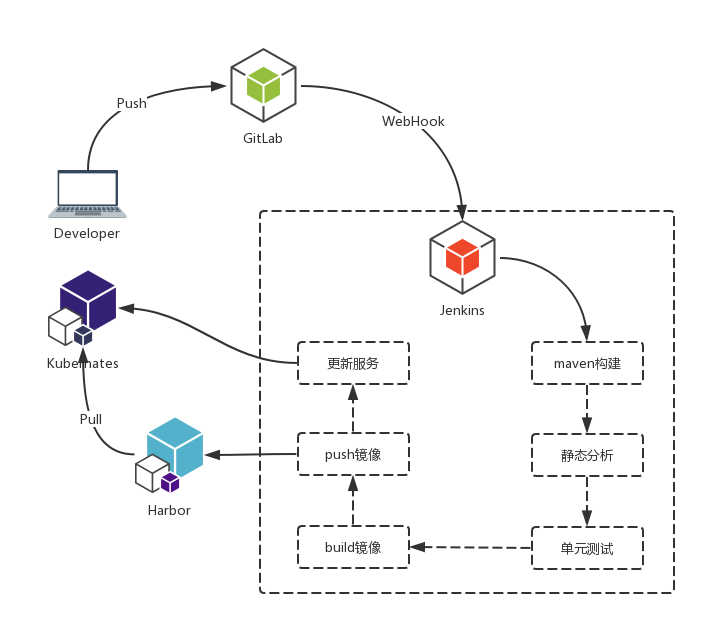 GitLab
Push
WebHook
Developer
Jenkins
Kubernates
更新服务
maven构建
Pull
push镜像
静态分析
Harbor
build镜像
单元测试